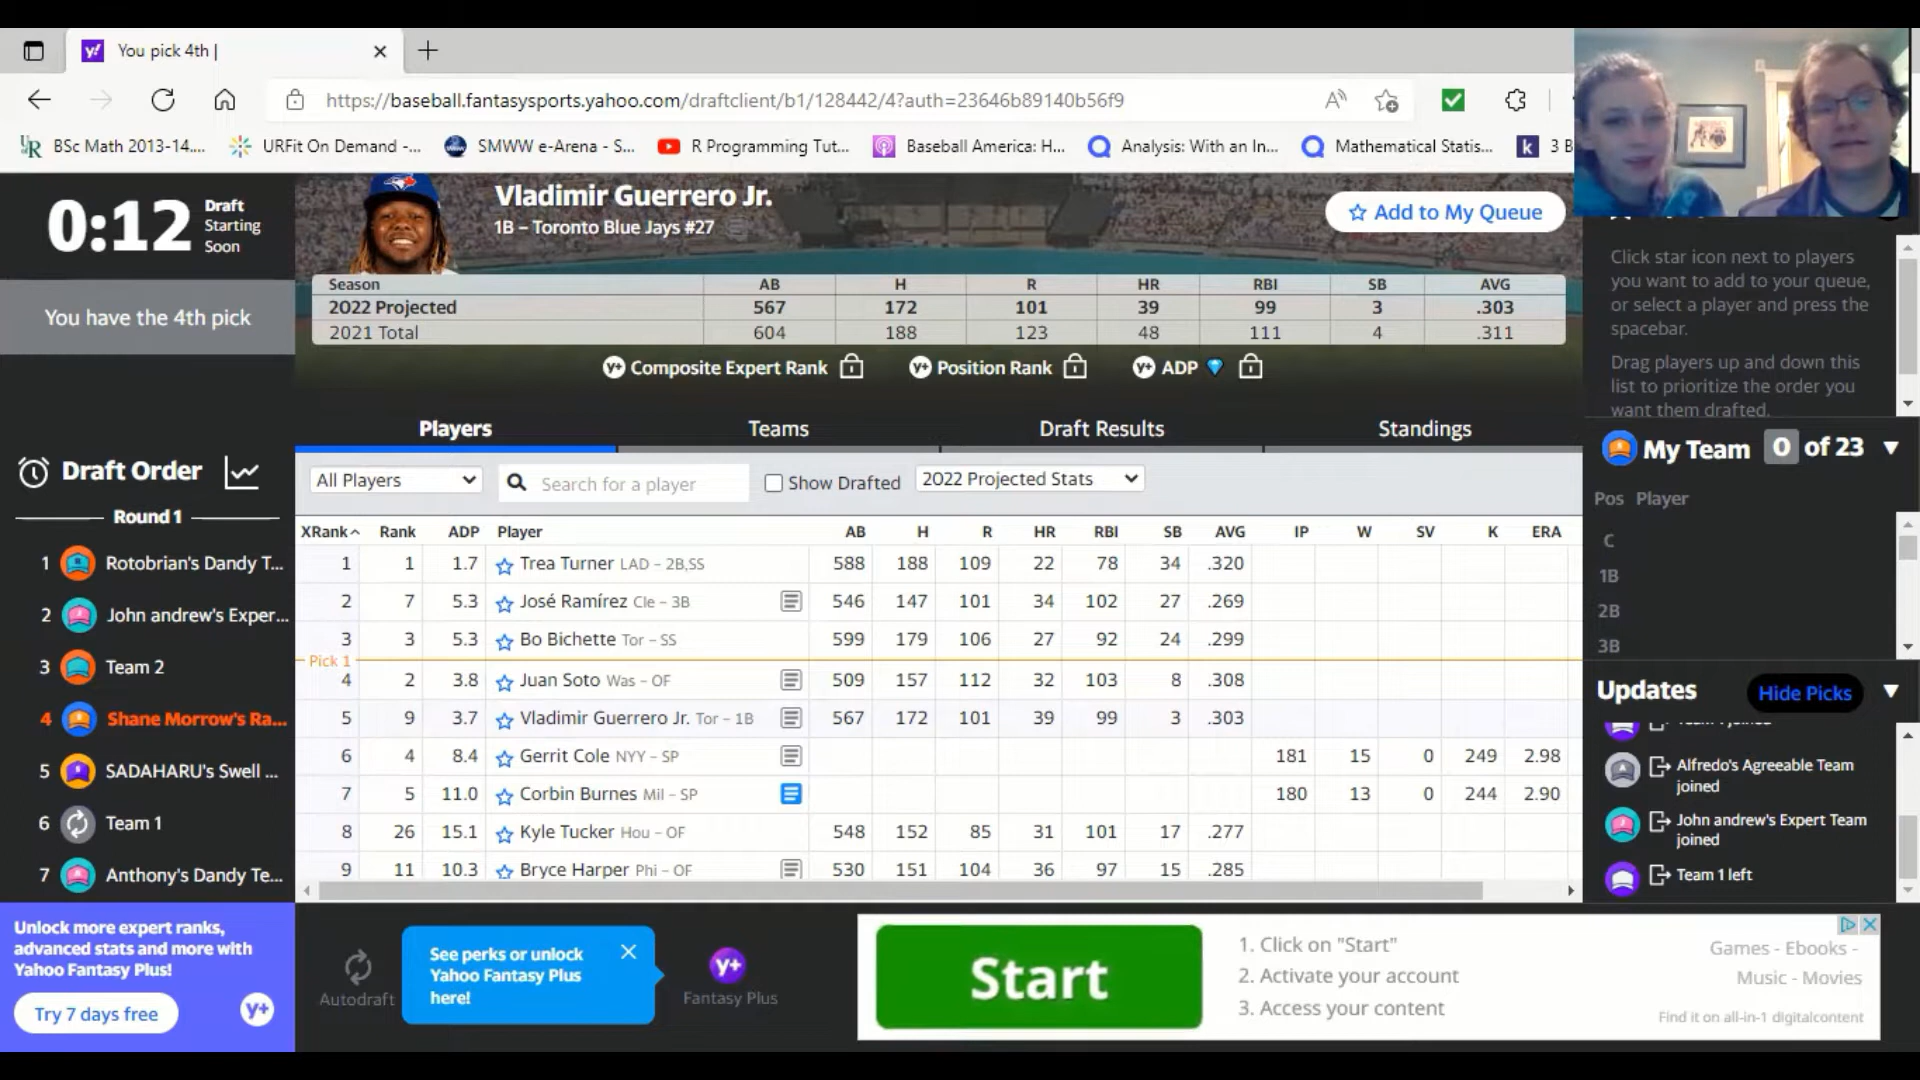 You pick 4th |
https://baseball.fantasysports.yahoo.com/draftclient/b1/128442/4?auth=23646b89140b56f9
BSc Math 2013-14.... URFit On Demand -... SMWW e-Arena - S... R Programming Tut... Baseball America: H... Analysis: With an In... Mathematical Statis... 3 B
0:12 Draft Starting Soon
You have the 4th pick
Vladimir Guerrero Jr.
1B – Toronto Blue Jays #27
Add to My Queue
Season AB H R HR RBI SB AVG
2022 Projected 567 172 101 39 99 3 .303
2021 Total 604 188 123 48 111 4 .311
Y+ Composite Expert Rank Y+ Position Rank Y+ ADP
Players Teams Draft Results Standings
All Players Search for a player Show Drafted 2022 Projected Stats
XRank Rank ADP Player AB H R HR RBI SB AVG IP W SV K ERA
1 1 1.7 Trea Turner LAD – 2B,SS 588 188 109 22 78 34 .320
2 7 5.3 José Ramírez Cle – 3B 546 147 101 34 102 27 .269
3 3 5.3 Bo Bichette Tor – SS 599 179 106 27 92 24 .299
Pick 1
4 2 3.8 Juan Soto Was – OF 509 157 112 32 103 8 .308
5 9 3.7 Vladimir Guerrero Jr. Tor – 1B 567 172 101 39 99 3 .303
6 4 8.4 Gerrit Cole NYY – SP 181 15 0 249 2.98
7 5 11.0 Corbin Burnes Mil – SP 180 13 0 244 2.90
8 26 15.1 Kyle Tucker Hou – OF 548 152 85 31 101 17 .277
9 11 10.3 Bryce Harper Phi – OF 530 151 104 36 97 15 .285
Draft Order
Round 1
1 Rotobrian's Dandy T...
2 John andrew's Exper...
3 Team 2
4 Shane Morrow's Ra...
5 SADAHARU's Swell ...
6 Team 1
7 Anthony's Dandy Te...
Click star icon next to players
you want to add to your queue,
or select a player and press the
spacebar.
Drag players up and down this
list to prioritize the order you
want them drafted.
My Team 0 of 23
Pos Player
C
1B
2B
3B
Updates Hide Picks
Alfredo's Agreeable Team
joined
John andrew's Expert Team
joined
Team 1 left
Unlock more expert ranks,
advanced stats and more with
Yahoo Fantasy Plus!
Try 7 days free
Autodraft
See perks or unlock
Yahoo Fantasy Plus
here!
Fantasy Plus
Start
1. Click on "Start"
2. Activate your account
3. Access your content
Games - Ebooks -
Music - Movies
Find it on all-in-1 digitalcontent